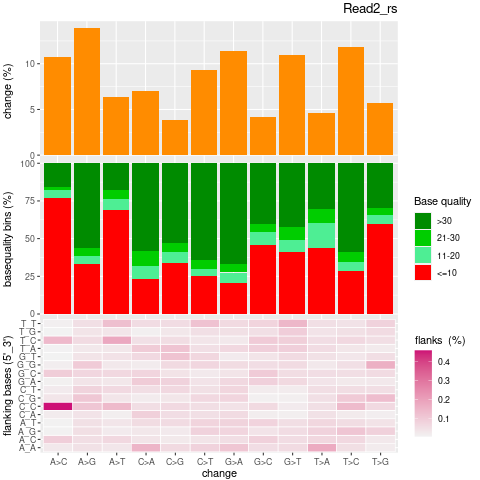 Read2_rs
change (%)
10
5
0
basequality bins (%)
100
75
50
25
0
Base quality
>30
21-30
11-20
<=10
flanking bases (5'_3')
T_T
T_G
T_C
T_A
G_T
G_G
G_C
G_A
C_T
C_G
C_C
C_A
A_T
A_G
A_C
A_A
flanks (%)
0.4
0.3
0.2
0.1
A>C A>G A>T C>A C>G C>T G>A G>C G>T T>A T>C T>G
change